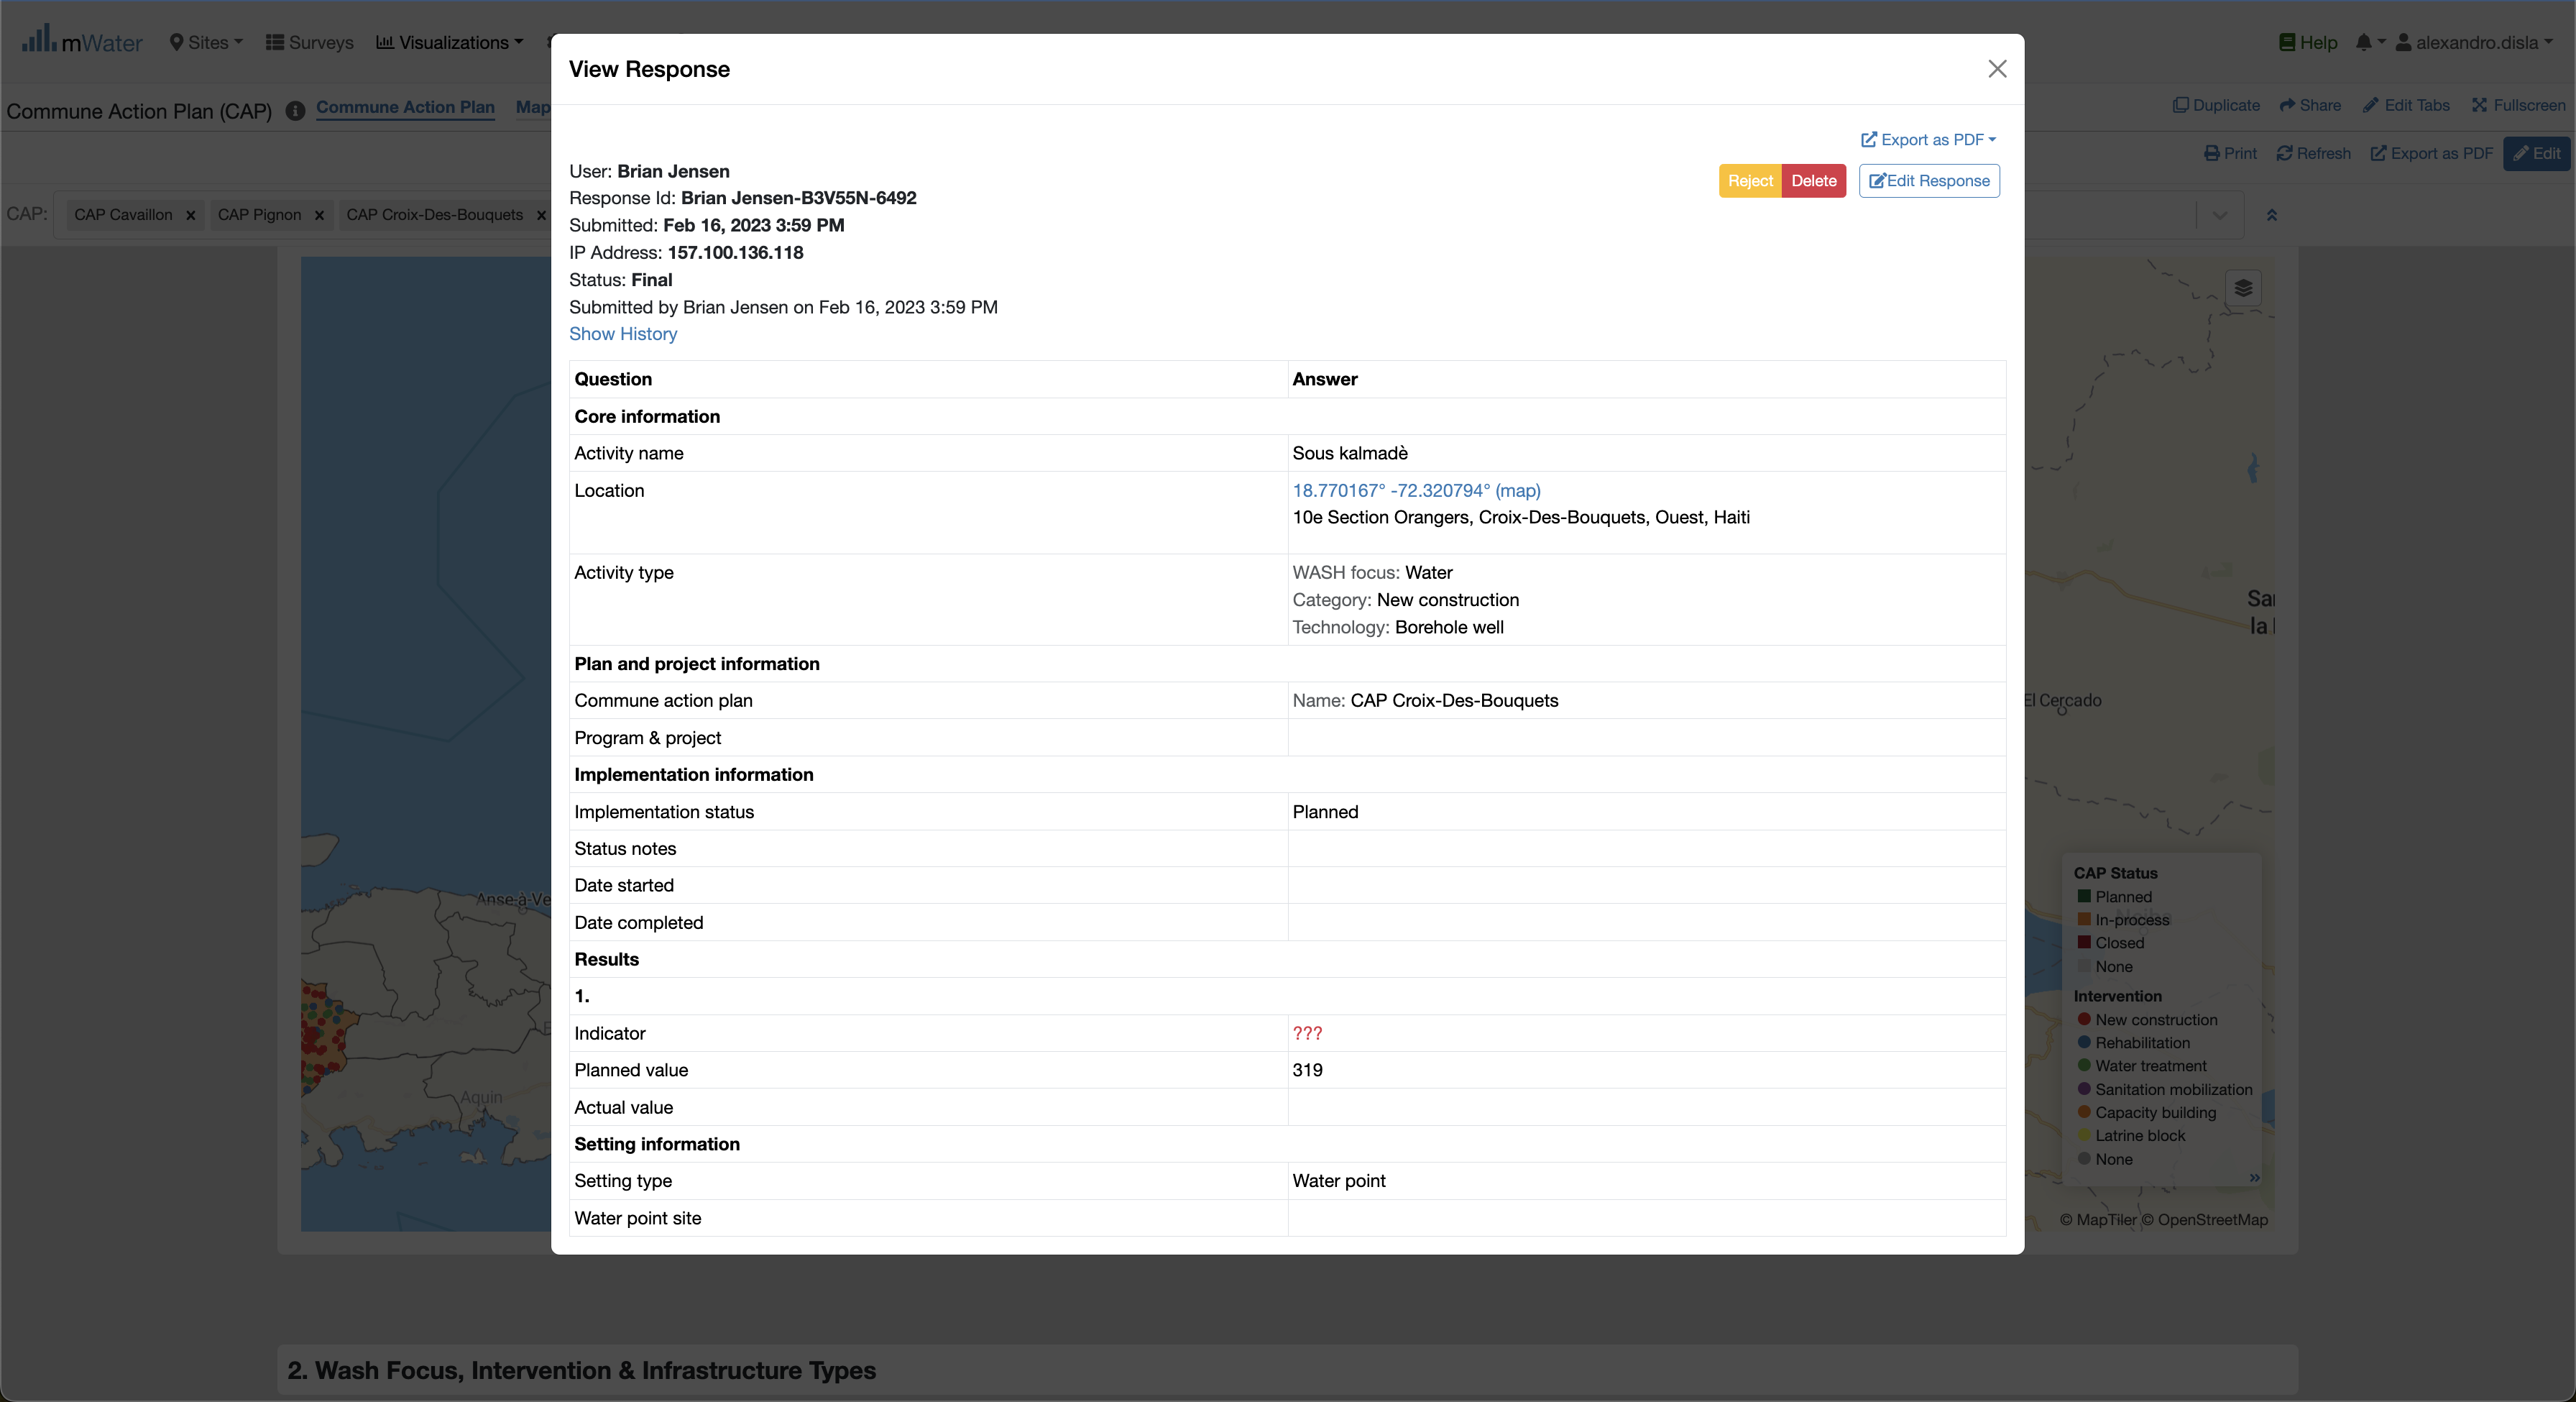 mWater
Sites
Surveys
Visualizations
Help
alexandro.disla
Commune Action Plan (CAP)
Commune Action Plan
Map
Duplicate
Share
Edit Tabs
Fullscreen
Print
Refresh
Export as PDF
Edit
CAP:
CAP Cavaillon ×
CAP Pignon ×
CAP Croix-Des-Bouquets ×
View Response
Export as PDF
Reject
Delete
Edit Response
User: Brian Jensen
Response Id: Brian Jensen-B3V55N-6492
Submitted: Feb 16, 2023 3:59 PM
IP Address: 157.100.136.118
Status: Final
Submitted by Brian Jensen on Feb 16, 2023 3:59 PM
Show History
Question Answer
Core information
Activity name Sous kalmadè
Location 18.770167° -72.320794° (map)
10e Section Orangers, Croix-Des-Bouquets, Ouest, Haiti
Activity type WASH focus: Water
Category: New construction
Technology: Borehole well
Plan and project information
Commune action plan Name: CAP Croix-Des-Bouquets
Program & project
Implementation information
Implementation status Planned
Status notes
Date started
Date completed
Results
1.
Indicator ???
Planned value 319
Actual value
Setting information
Setting type Water point
Water point site
Anse-à-Ve
Aquin
El Cercado
CAP Status
Planned
In-process
Closed
None
Intervention
New construction
Rehabilitation
Water treatment
Sanitation mobilization
Capacity building
Latrine block
None
»
© MapTiler © OpenStreetMap
2. Wash Focus, Intervention & Infrastructure Types